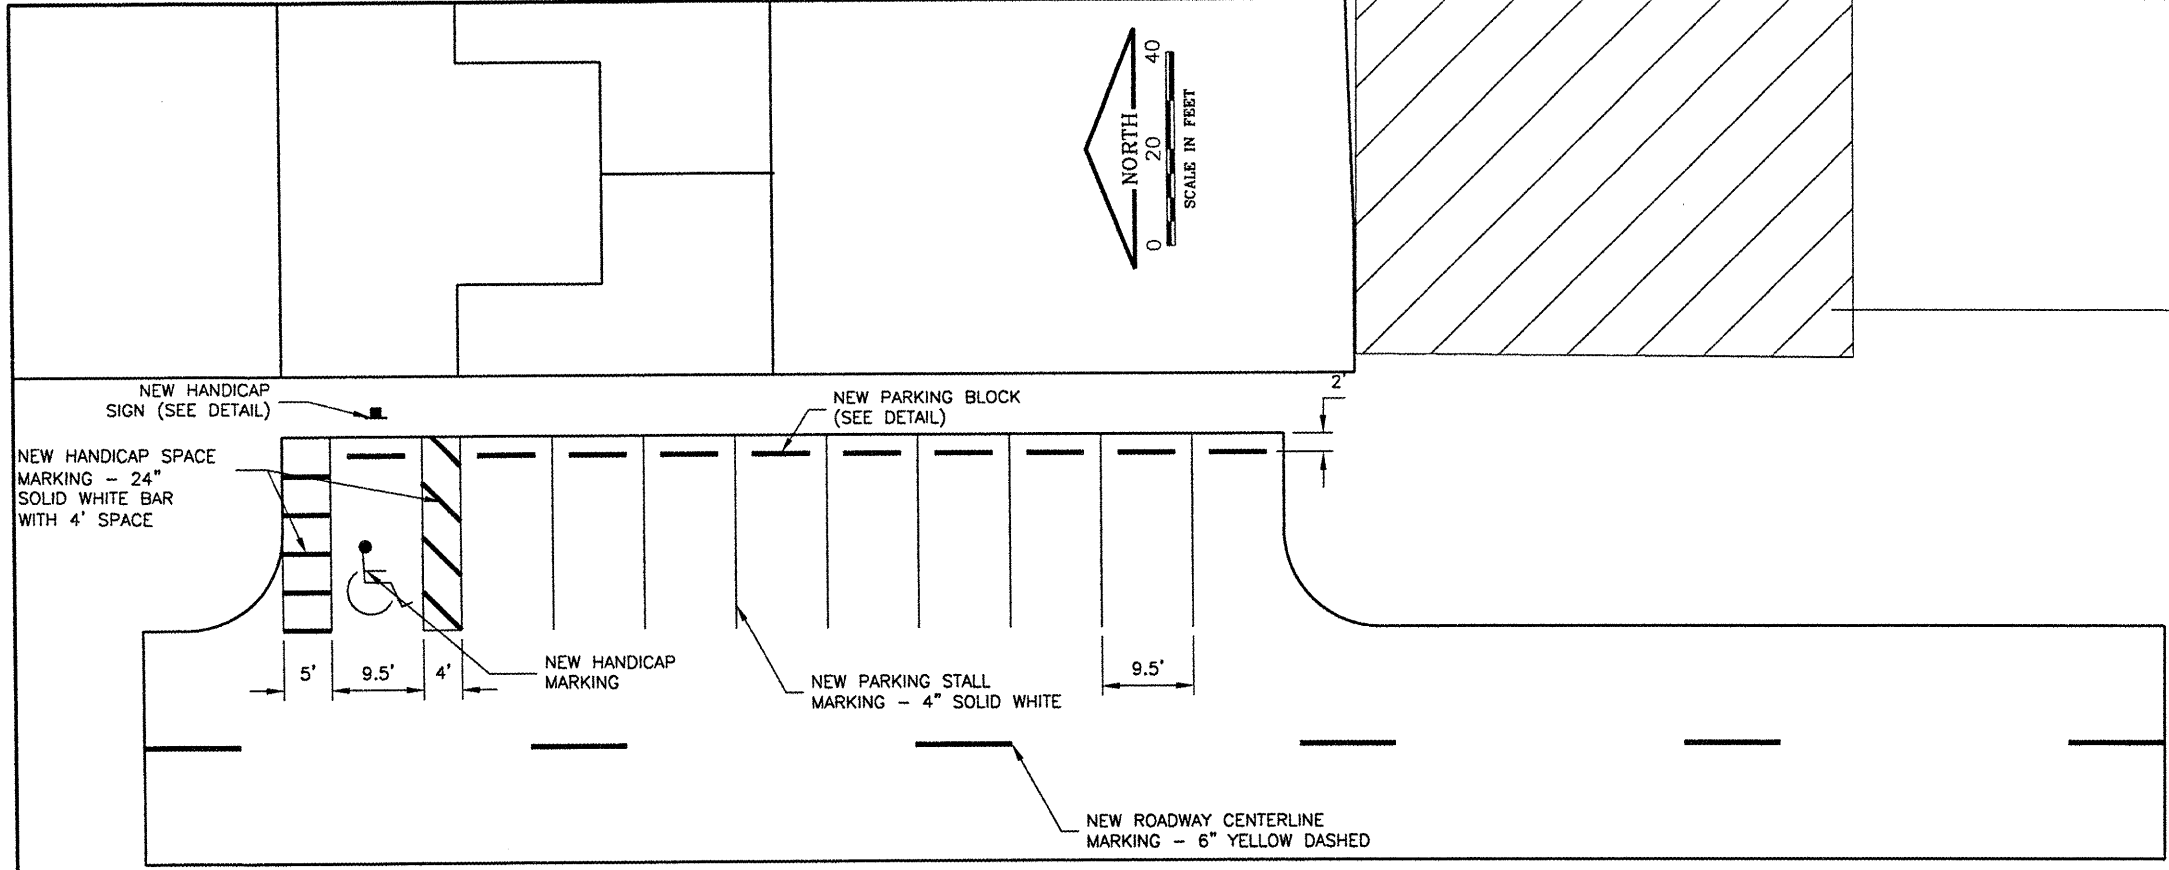 40
20
0
NORTH
SCALE IN FEET
2'
NEW HANDICAP
SIGN (SEE DETAIL)
NEW PARKING BLOCK
(SEE DETAIL)
NEW HANDICAP SPACE
MARKING – 24"
SOLID WHITE BAR
WITH 4' SPACE
5'
9.5'
4'
NEW HANDICAP
MARKING
NEW PARKING STALL
MARKING – 4" SOLID WHITE
9.5'
NEW ROADWAY CENTERLINE
MARKING – 6" YELLOW DASHED